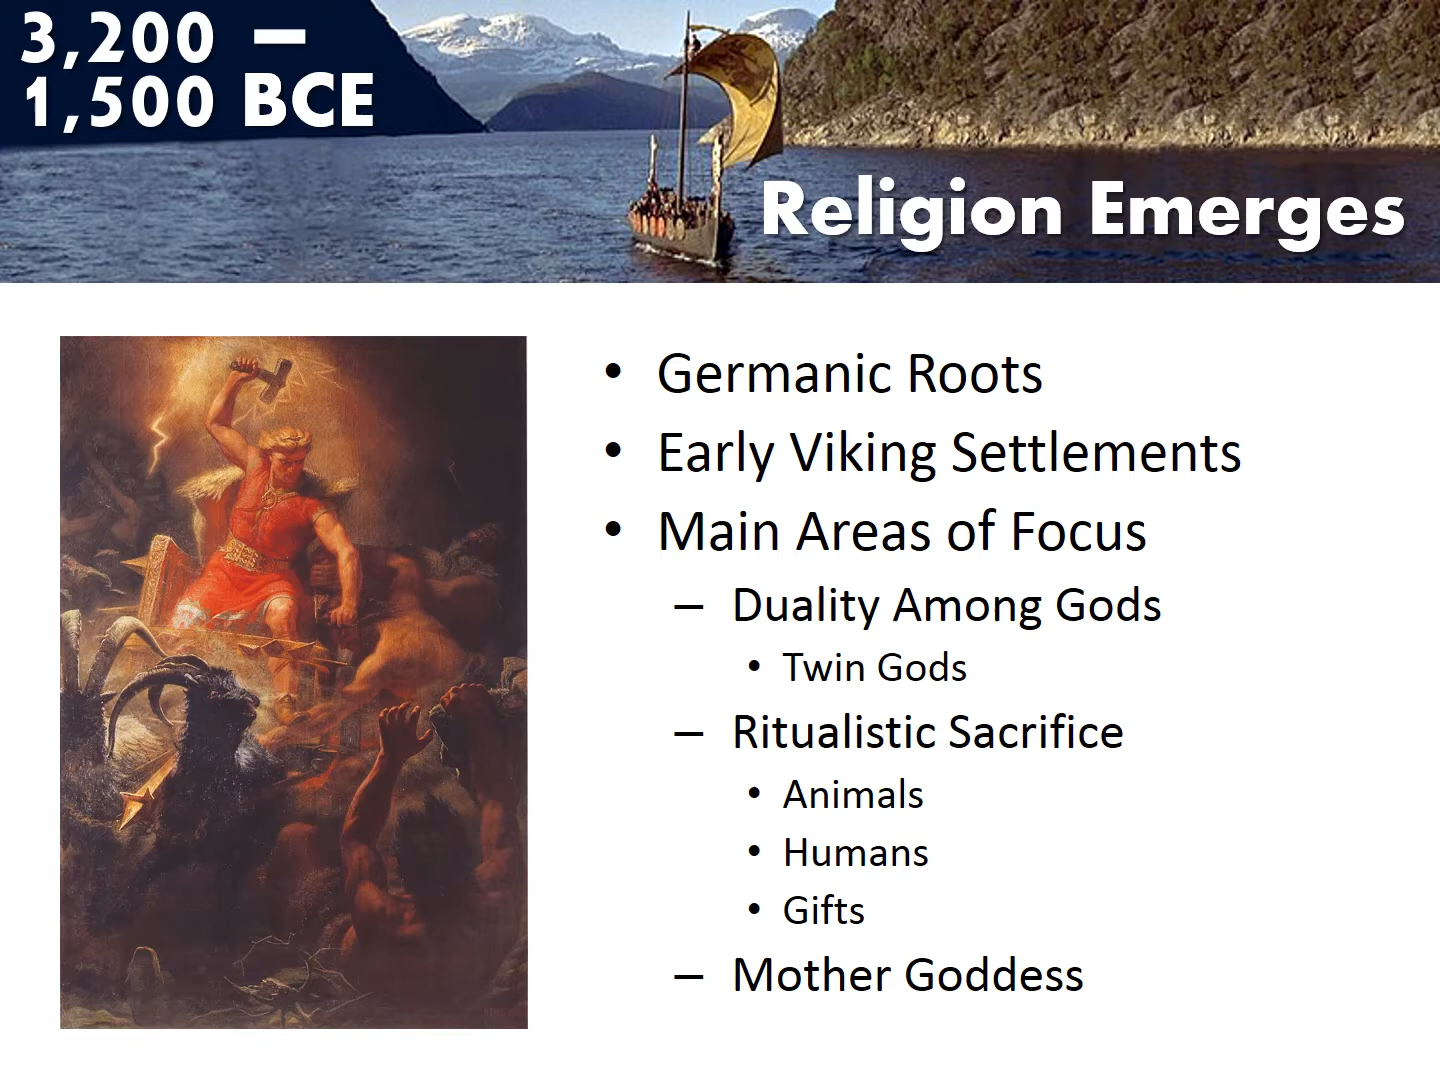 3,200 –
1,500 BCE
Religion Emerges
• Germanic Roots
• Early Viking Settlements
• Main Areas of Focus
– Duality Among Gods
• Twin Gods
– Ritualistic Sacrifice
• Animals
• Humans
• Gifts
– Mother Goddess